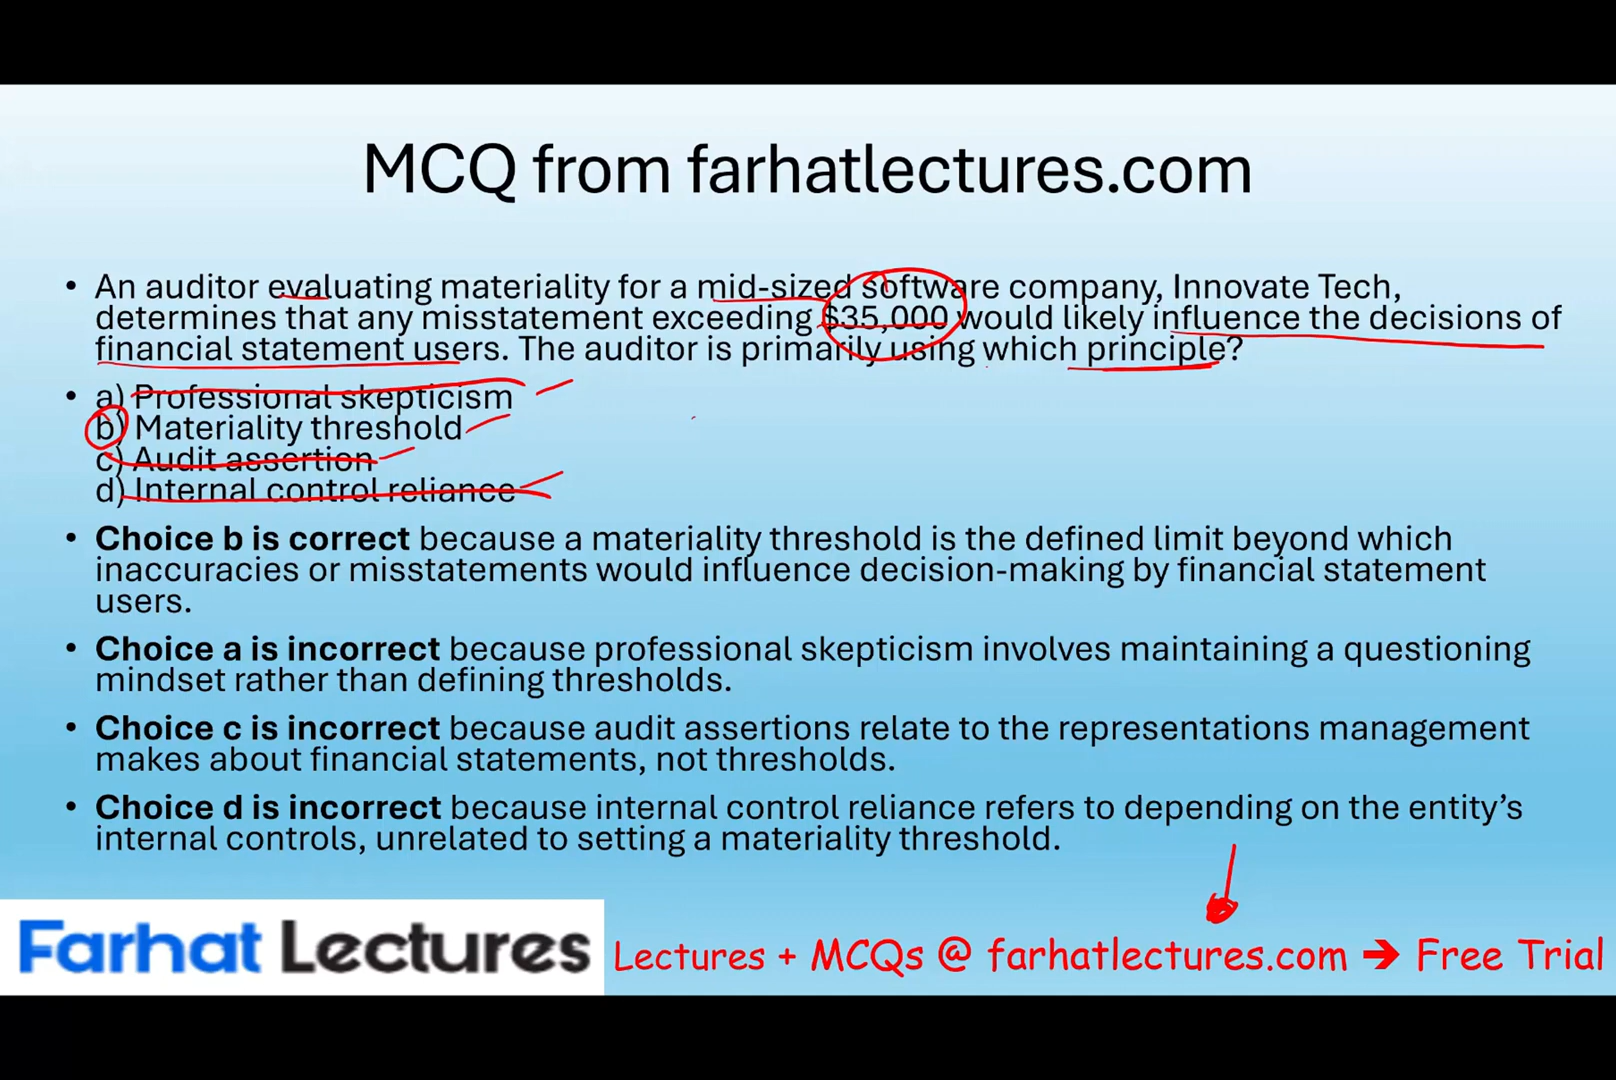 MCQ from farhatlectures.com
• An auditor evaluating materiality for a mid-sized software company, Innovate Tech,
determines that any misstatement exceeding $35,000 would likely influence the decisions of
financial statement users. The auditor is primarily using which principle?
• a) Professional skepticism
b) Materiality threshold
c) Audit assertion
d) Internal control reliance
• Choice b is correct because a materiality threshold is the defined limit beyond which
inaccuracies or misstatements would influence decision-making by financial statement
users.
• Choice a is incorrect because professional skepticism involves maintaining a questioning
mindset rather than defining thresholds.
• Choice c is incorrect because audit assertions relate to the representations management
makes about financial statements, not thresholds.
• Choice d is incorrect because internal control reliance refers to depending on the entity’s
internal controls, unrelated to setting a materiality threshold.
Farhat Lectures
Lectures + MCQs @ farhatlectures.com ➔ Free Trial